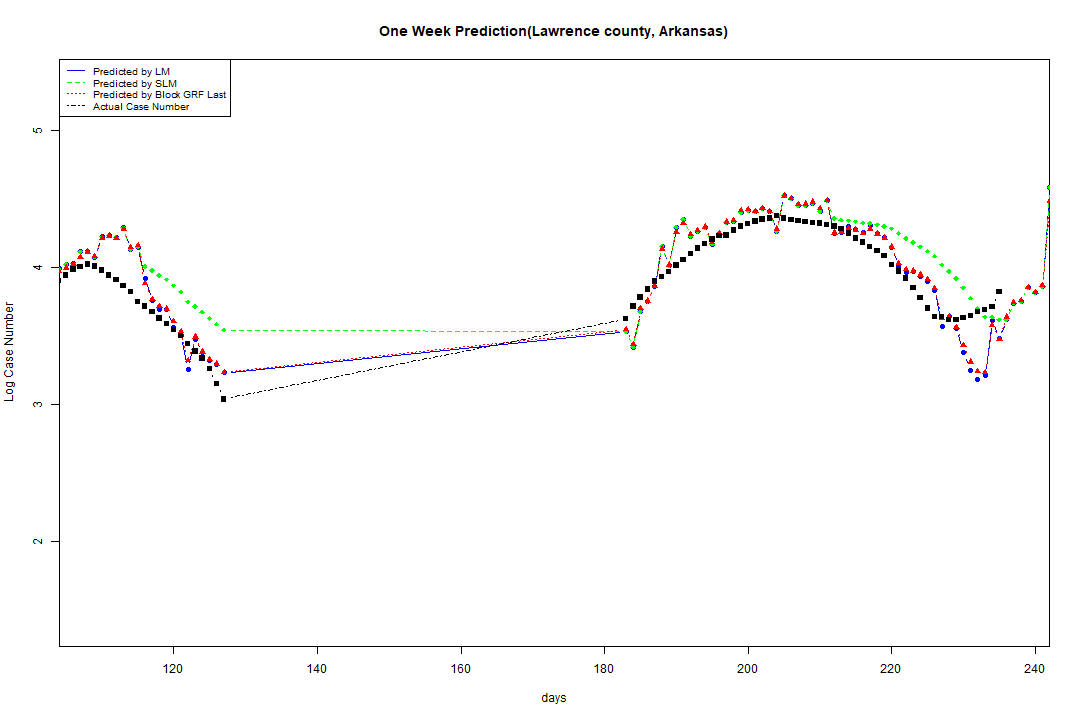 One Week Prediction(Lawrence county, Arkansas)
Predicted by LM
Predicted by SLM
Predicted by Block GRF Last
Actual Case Number
5
4
3
2
Log Case Number
120 140 160 180 200 220 240
days